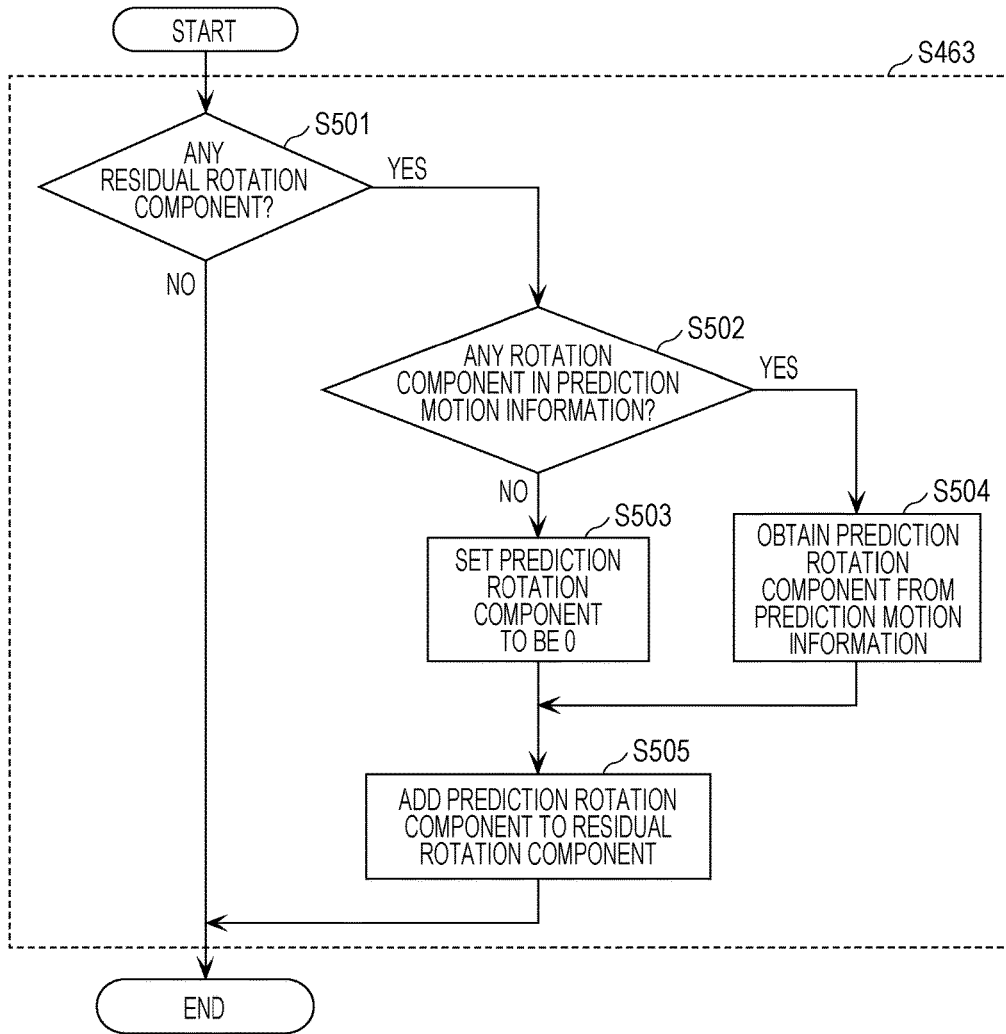 START
S463
S501
ANY
RESIDUAL ROTATION
COMPONENT?
YES
NO
S502
ANY ROTATION
COMPONENT IN PREDICTION
MOTION INFORMATION?
YES
NO
S503
SET PREDICTION
ROTATION
COMPONENT
TO BE 0
S504
OBTAIN PREDICTION
ROTATION
COMPONENT FROM
PREDICTION MOTION
INFORMATION
S505
ADD PREDICTION ROTATION
COMPONENT TO RESIDUAL
ROTATION COMPONENT
END